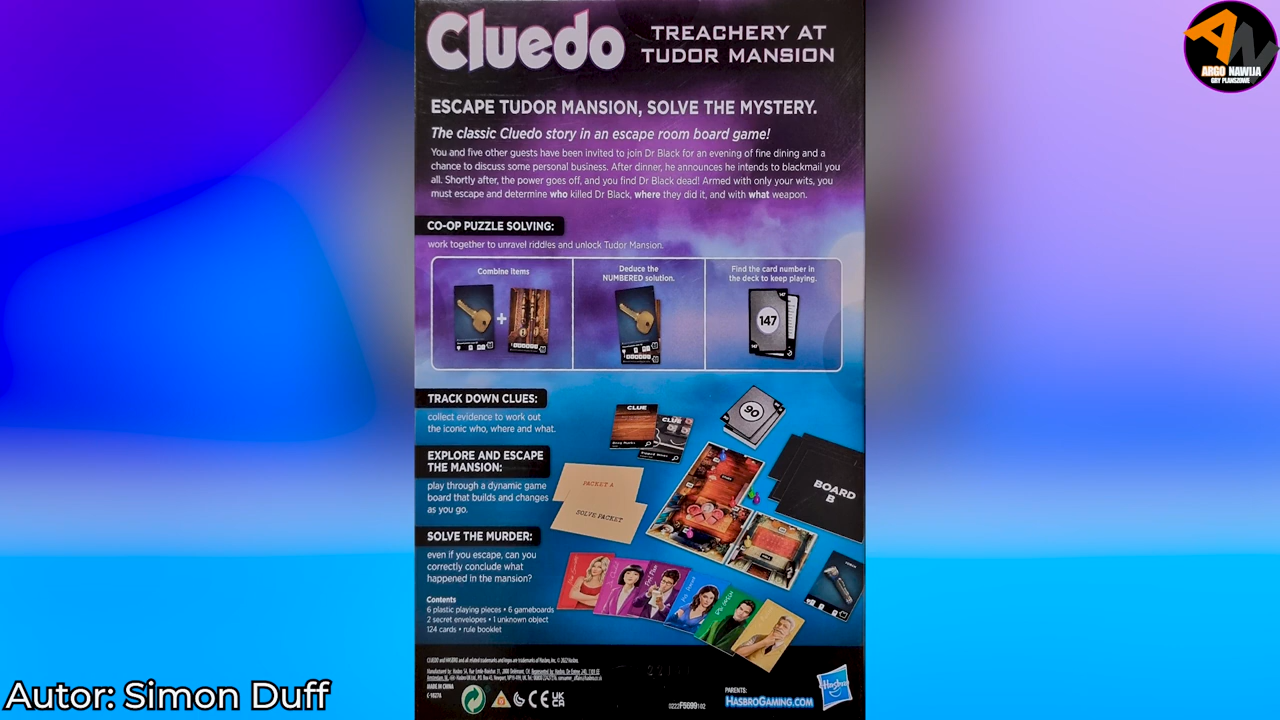 Cluedo
TREACHERY AT
TUDOR MANSION
ARGO NAWIJA
GRY PLANSZOWE
ESCAPE TUDOR MANSION, SOLVE THE MYSTERY.
The classic Cluedo story in an escape room board game!
You and five other guests have been invited to join Dr Black for an evening of fine dining and a
chance to discuss some personal business. After dinner, he announces he intends to blackmail you
all. Shortly after, the power goes off, and you find Dr Black dead! Armed with only your wits, you
must escape and determine who killed Dr Black, where they did it, and with what weapon.
CO-OP PUZZLE SOLVING:
work together to unravel riddles and unlock Tudor Mansion.
Combine items
Deduce the
NUMBERED solution.
Find the card number in
the deck to keep playing.
147
TRACK DOWN CLUES:
collect evidence to work out
the iconic who, where and what.
CLUE
CLUE
90
EXPLORE AND ESCAPE
THE MANSION:
play through a dynamic game
board that builds and changes
as you go.
PACKET A
SOLVE PACKET
BOARD
B
SOLVE THE MURDER:
even if you escape, can you
correctly conclude what
happened in the mansion?
Contents
6 plastic playing pieces • 6 gameboards
2 secret envelopes • 1 unknown object
124 cards • rule booklet
MADE IN CHINA
CE
UK
CA
0222F5699102
PARENTS:
HASBROGAMING.COM
Hasbro
Autor: Simon Duff